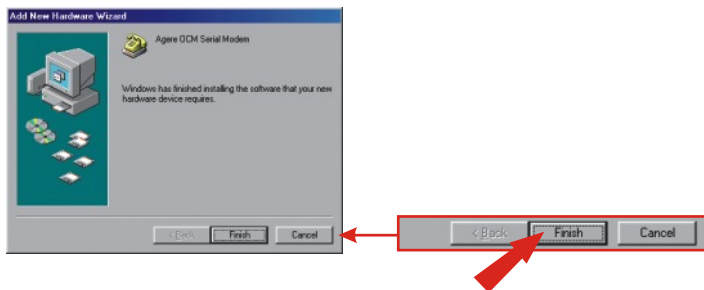 Add New Hardware Wizard
Agere OCM Serial Modem
Windows has finished installing the software that your new
hardware device requires.
< Back Finish Cancel
< Back Finish Cancel